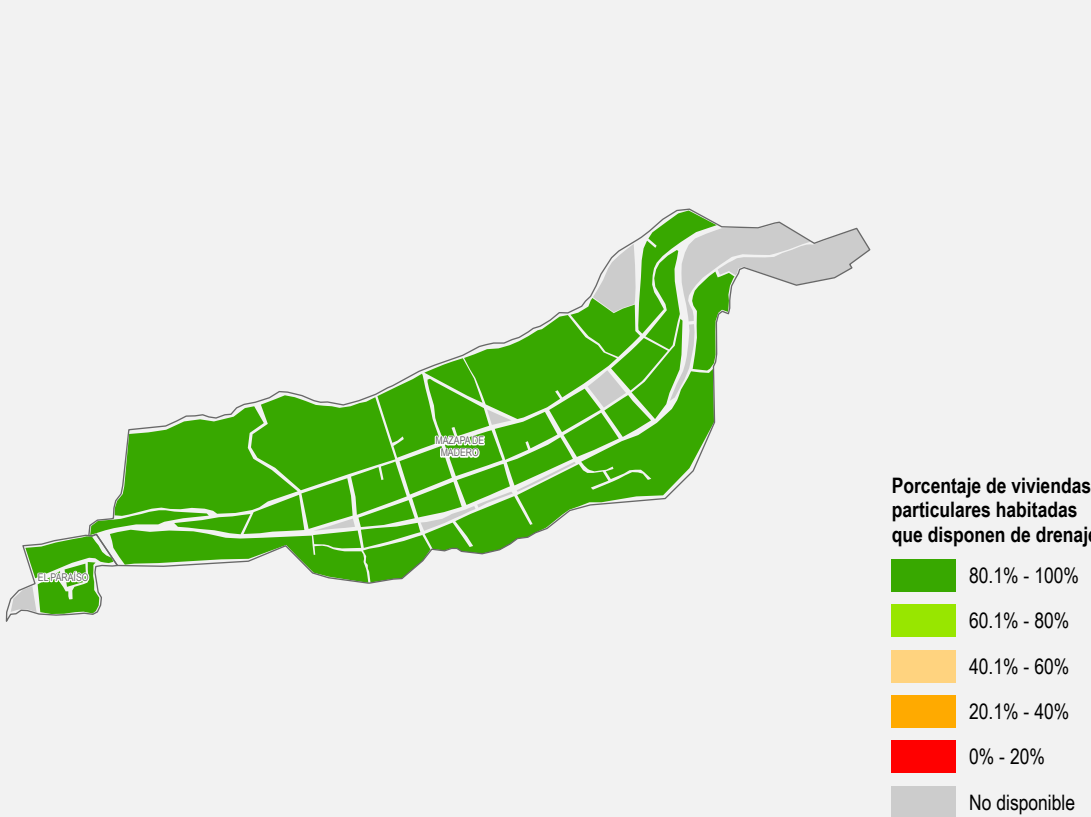 MAZAPA DE
MADERO
EL PARAÍSO
Porcentaje de viviendas
particulares habitadas
que disponen de drenaje
80.1% - 100%
60.1% - 80%
40.1% - 60%
20.1% - 40%
0% - 20%
No disponible